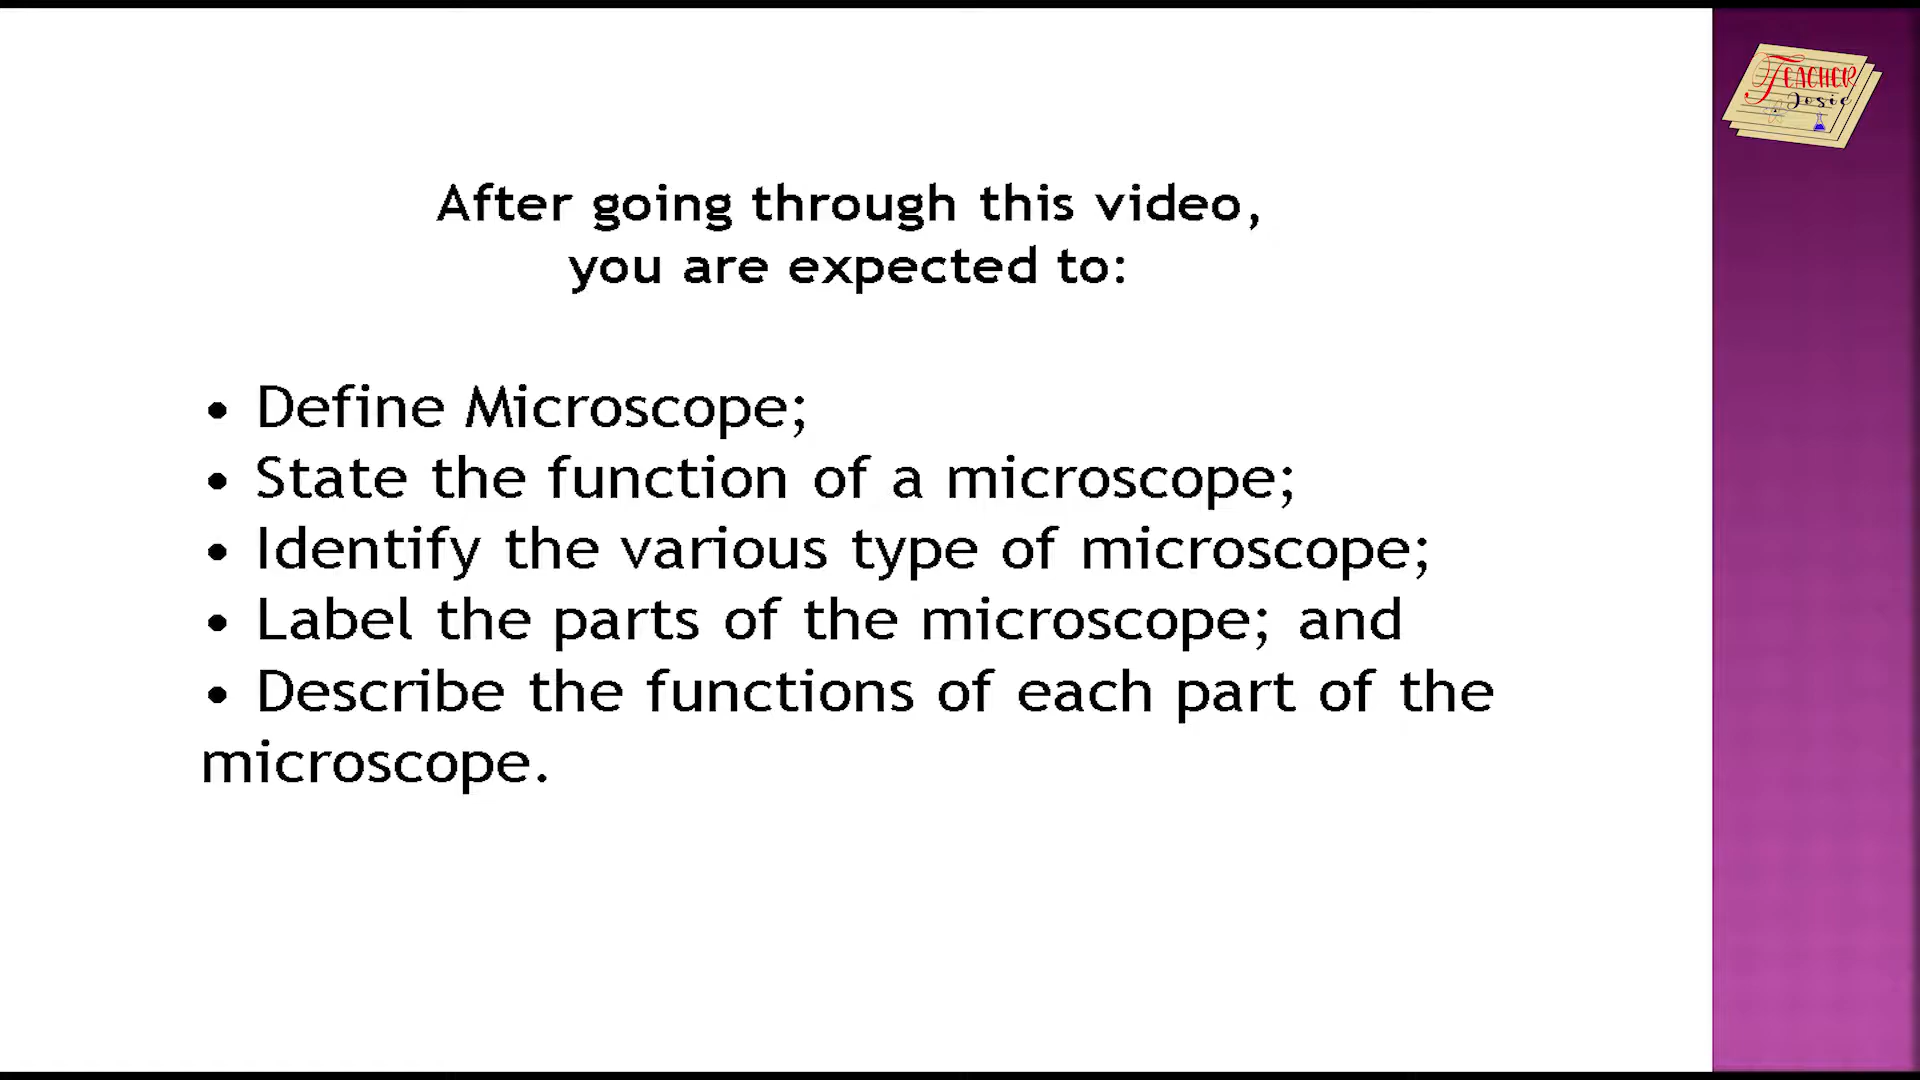 TEACHER
Josie
After going through this video,
you are expected to:
• Define Microscope;
• State the function of a microscope;
• Identify the various type of microscope;
• Label the parts of the microscope; and
• Describe the functions of each part of the
microscope.